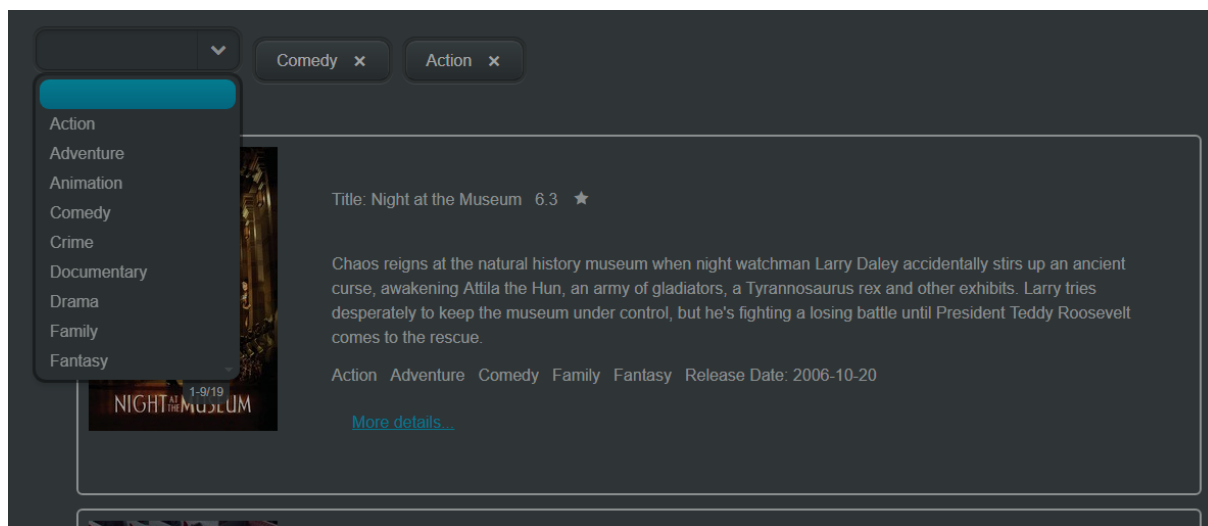 Comedy ×
Action ×
Action
Adventure
Animation
Comedy
Crime
Documentary
Drama
Family
Fantasy
1-9/19
NIGHT AT THE MUSEUM
Title: Night at the Museum 6.3 ★
Chaos reigns at the natural history museum when night watchman Larry Daley accidentally stirs up an ancient
curse, awakening Attila the Hun, an army of gladiators, a Tyrannosaurus rex and other exhibits. Larry tries
desperately to keep the museum under control, but he's fighting a losing battle until President Teddy Roosevelt
comes to the rescue.
Action Adventure Comedy Family Fantasy Release Date: 2006-10-20
More details...